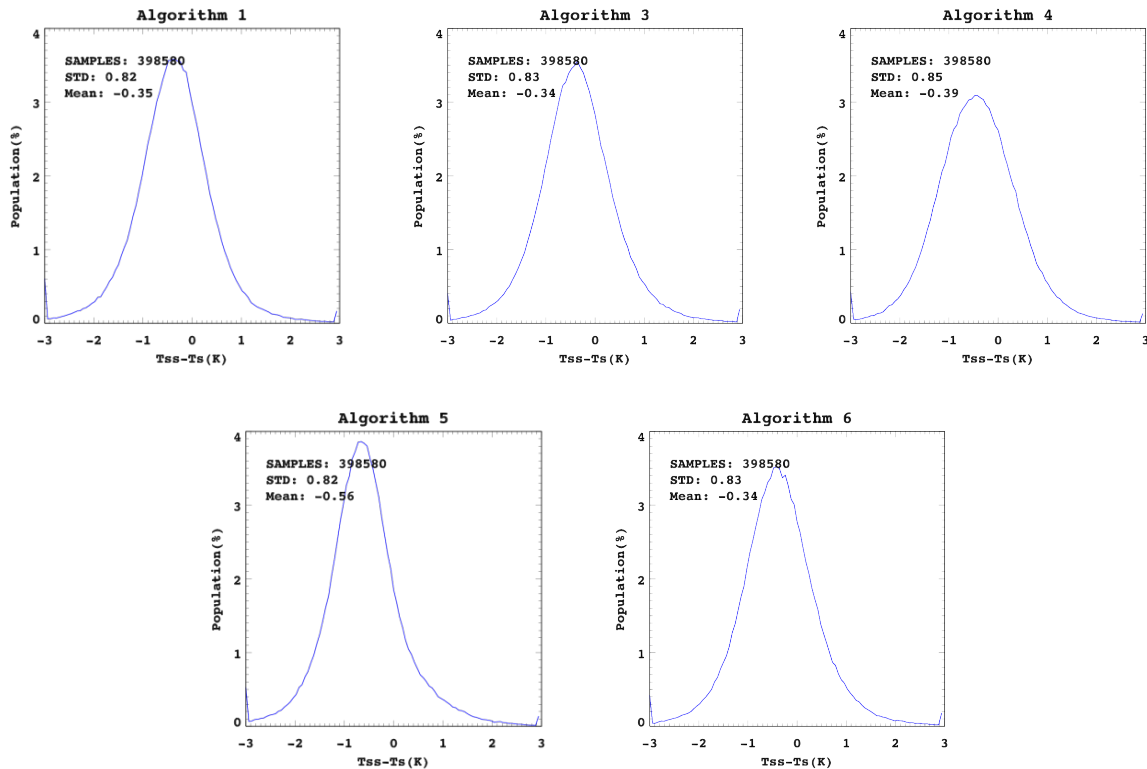 Algorithm 1
4
3
2
1
0
Population(%)
SAMPLES: 398580
STD: 0.82
Mean: -0.35
-3 -2 -1 0 1 2 3
Tss-Ts(K)
Algorithm 3
4
3
2
1
0
Population(%)
SAMPLES: 398580
STD: 0.83
Mean: -0.34
-3 -2 -1 0 1 2 3
Tss-Ts(K)
Algorithm 4
4
3
2
1
0
Population(%)
SAMPLES: 398580
STD: 0.85
Mean: -0.39
-3 -2 -1 0 1 2 3
Tss-Ts(K)
Algorithm 5
4
3
2
1
0
Population(%)
SAMPLES: 398580
STD: 0.82
Mean: -0.56
-3 -2 -1 0 1 2 3
Tss-Ts(K)
Algorithm 6
4
3
2
1
0
Population(%)
SAMPLES: 398580
STD: 0.83
Mean: -0.34
-3 -2 -1 0 1 2 3
Tss-Ts(K)